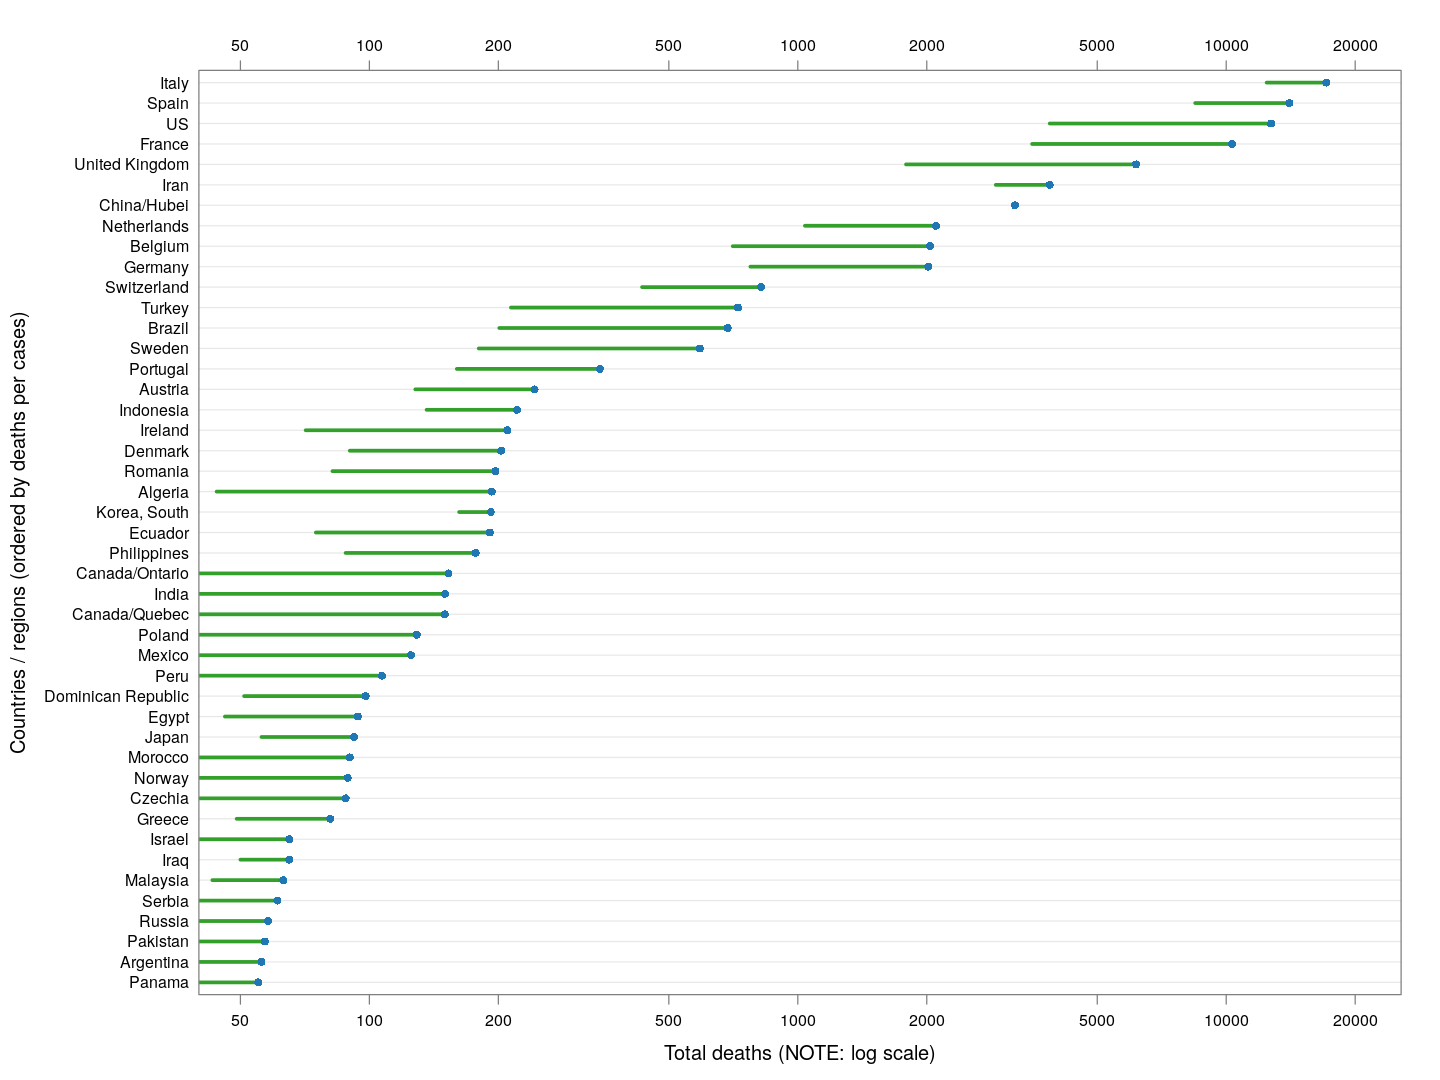 50 100 200 500 1000 2000 5000 10000 20000
Italy
Spain
US
France
United Kingdom
Iran
China/Hubei
Netherlands
Belgium
Germany
Switzerland
Turkey
Brazil
Sweden
Portugal
Austria
Indonesia
Ireland
Denmark
Romania
Algeria
Korea, South
Ecuador
Philippines
Canada/Ontario
India
Canada/Quebec
Poland
Mexico
Peru
Dominican Republic
Egypt
Japan
Morocco
Norway
Czechia
Greece
Israel
Iraq
Malaysia
Serbia
Russia
Pakistan
Argentina
Panama
Countries / regions (ordered by deaths per cases)
50 100 200 500 1000 2000 5000 10000 20000
Total deaths (NOTE: log scale)